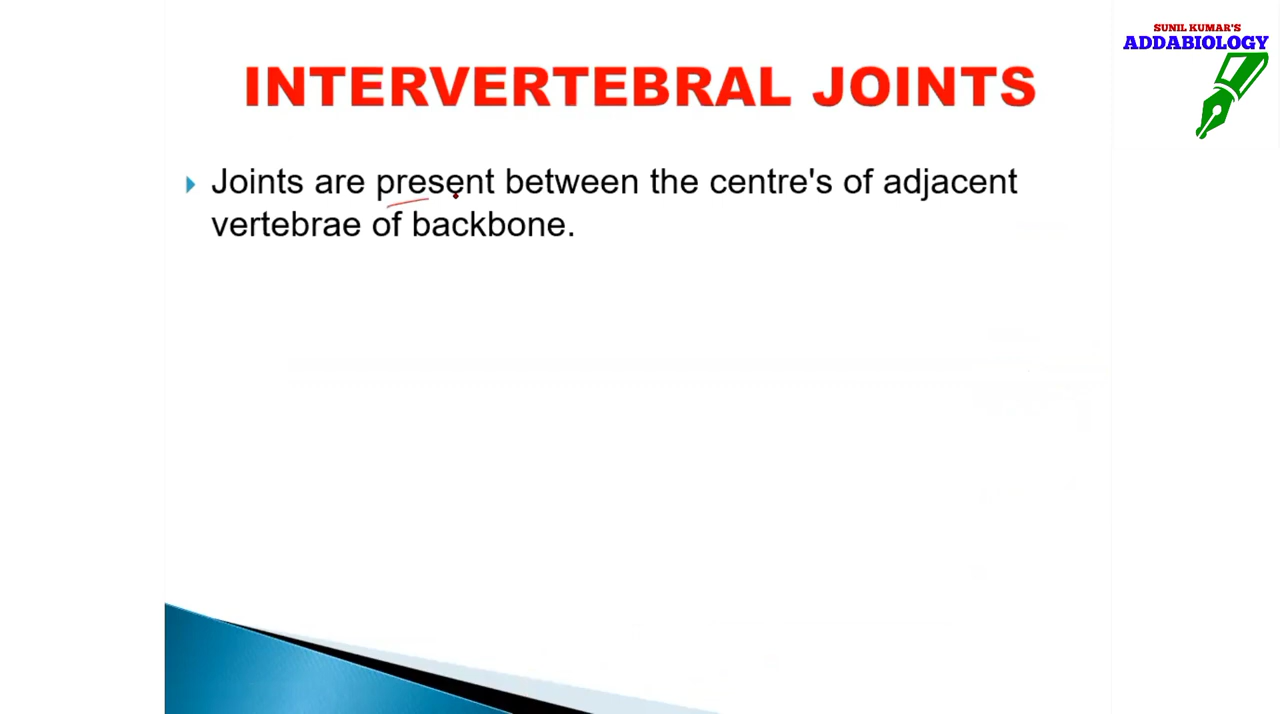 SUNIL KUMAR'S
ADDABIOLOGY
INTERVERTEBRAL JOINTS
Joints are present between the centre's of adjacent
vertebrae of backbone.